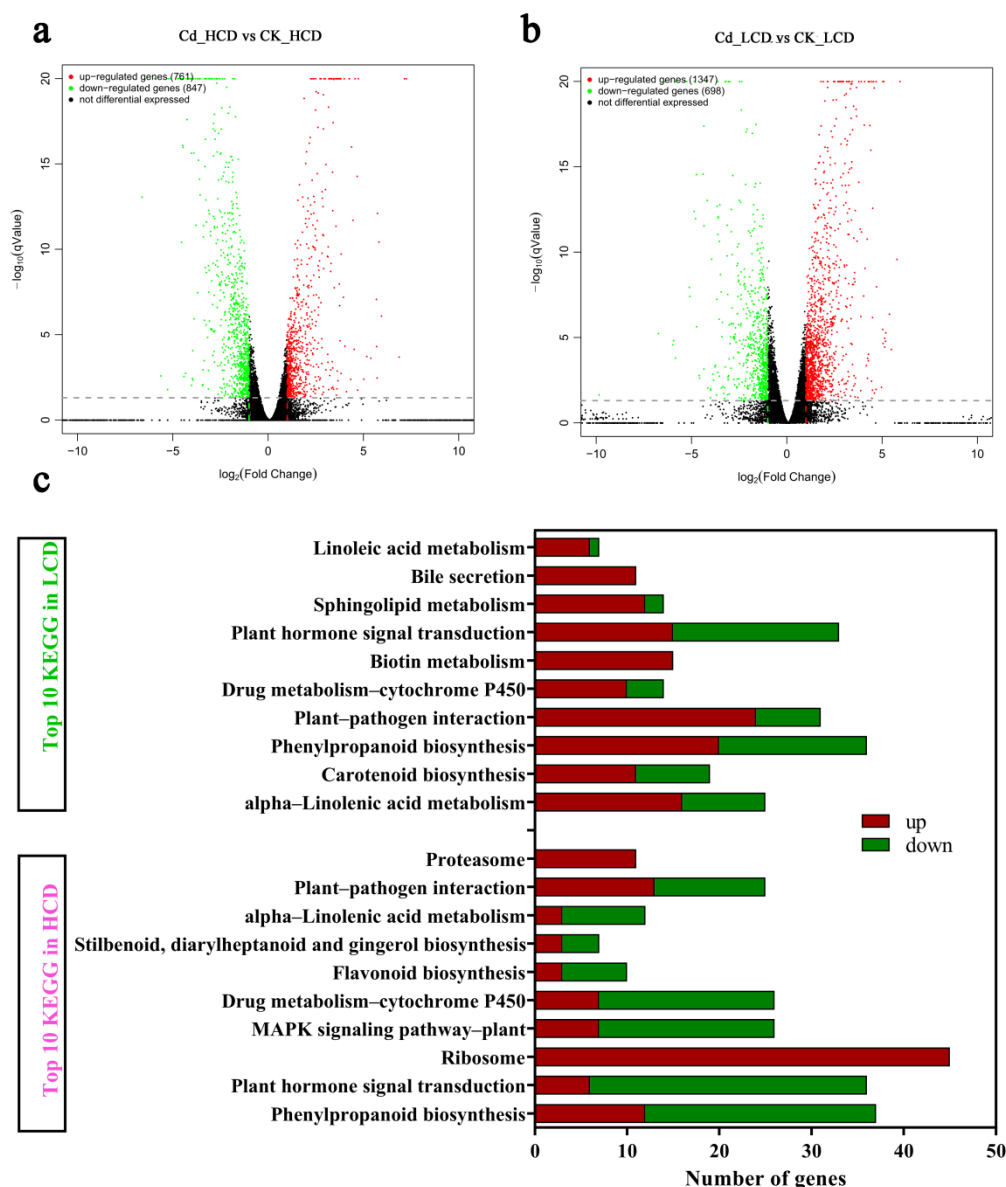 a
Cd_HCD vs CK_HCD
up-regulated genes (761)
down-regulated genes (847)
not differential expressed
−log10(qValue)
20
15
10
5
0
−10
−5
0
5
10
log2(Fold Change)
b
Cd_LCD vs CK_LCD
up-regulated genes (1347)
down-regulated genes (698)
not differential expressed
−log10(qValue)
20
15
10
5
0
−10
−5
0
5
10
log2(Fold Change)
c
Top 10 KEGG in LCD
Linoleic acid metabolism
Bile secretion
Sphingolipid metabolism
Plant hormone signal transduction
Biotin metabolism
Drug metabolism–cytochrome P450
Plant–pathogen interaction
Phenylpropanoid biosynthesis
Carotenoid biosynthesis
alpha–Linolenic acid metabolism
up
down
Top 10 KEGG in HCD
Proteasome
Plant–pathogen interaction
alpha–Linolenic acid metabolism
Stilbenoid, diarylheptanoid and gingerol biosynthesis
Flavonoid biosynthesis
Drug metabolism–cytochrome P450
MAPK signaling pathway–plant
Ribosome
Plant hormone signal transduction
Phenylpropanoid biosynthesis
0
10
20
30
40
50
Number of genes